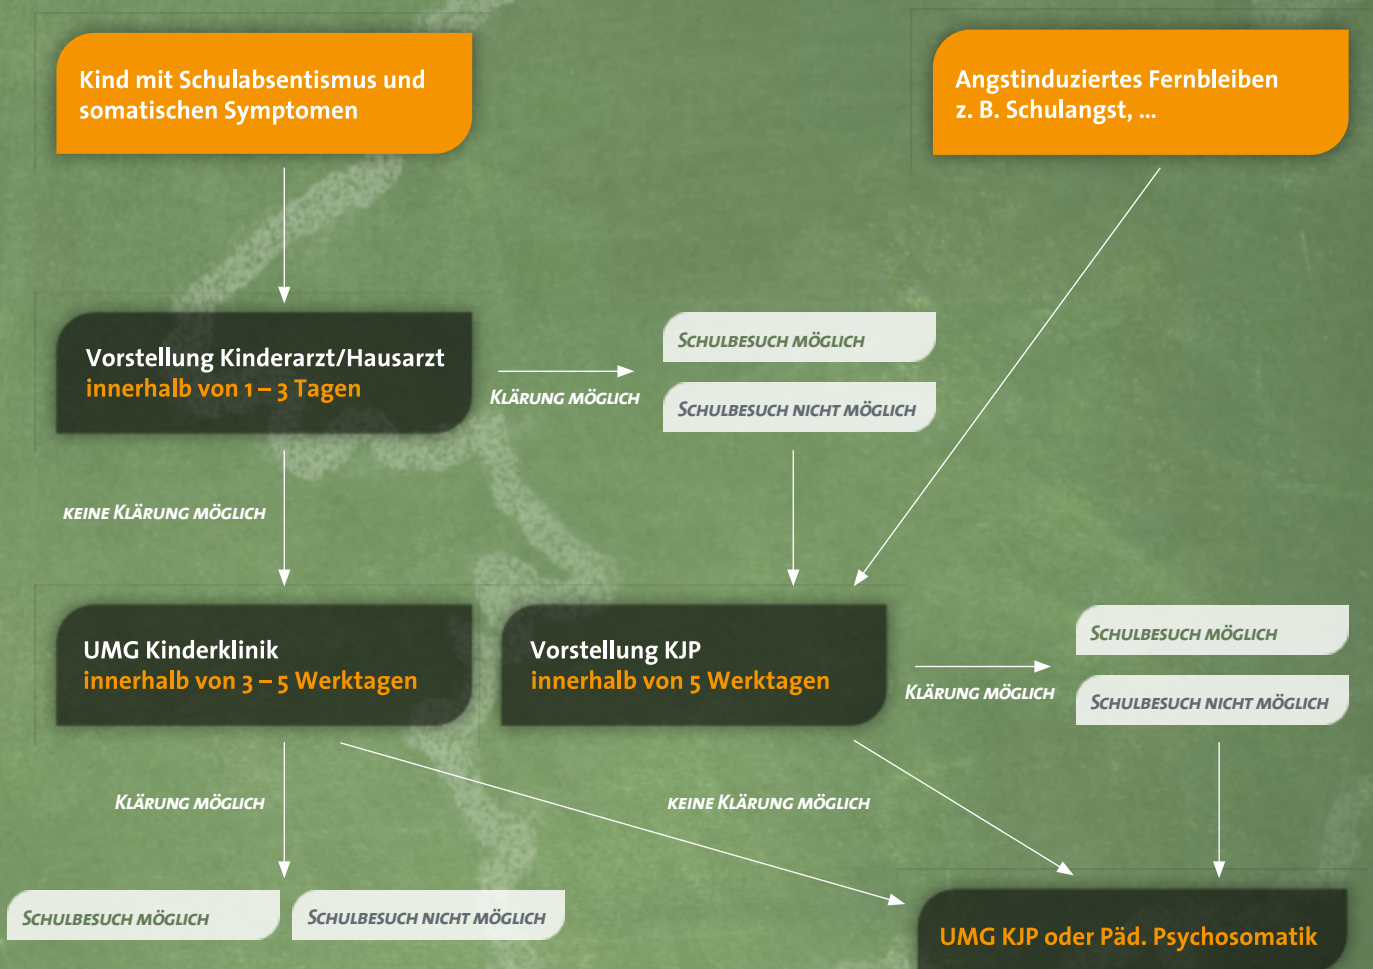 Kind mit Schulabsentismus und
somatischen Symptomen
Angstinduziertes Fernbleiben
z. B. Schulangst, ...
Vorstellung Kinderarzt/Hausarzt
innerhalb von 1 – 3 Tagen
Klärung möglich
Schulbesuch möglich
Schulbesuch nicht möglich
keine Klärung möglich
UMG Kinderklinik
innerhalb von 3 – 5 Werktagen
Vorstellung KJP
innerhalb von 5 Werktagen
Klärung möglich
Schulbesuch möglich
Schulbesuch nicht möglich
Klärung möglich
keine Klärung möglich
Schulbesuch möglich
Schulbesuch nicht möglich
UMG KJP oder Päd. Psychosomatik